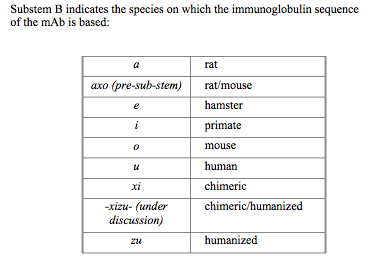 Substem B indicates the species on which the immunoglobulin sequence
of the mAb is based:
a rat
axo (pre-sub-stem) rat/mouse
e hamster
i primate
o mouse
u human
xi chimeric
-xizu- (under chimeric/humanized
discussion)
zu humanized